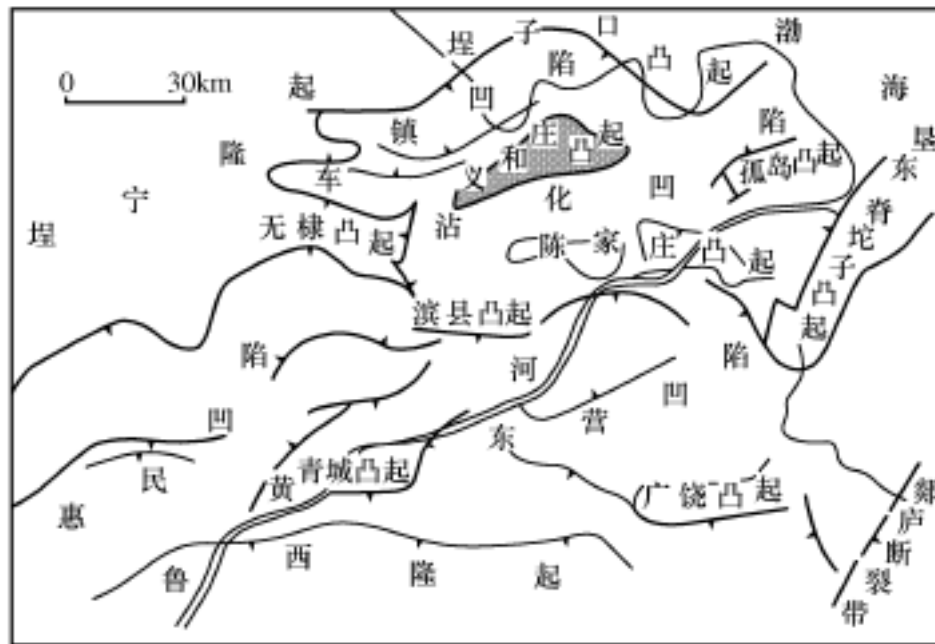 埕子口凸起
渤海
0 30km
埕宁隆起
车镇凹陷
义和庄凸起
孤岛凸起
垦东
脊坨子凸起
无棣凸起
沾化凹陷
陈家庄凸起
滨县凸起
惠民凹陷
黄河
东营凹陷
青城凸起
广饶凸起
鲁西隆起
郯庐断裂带